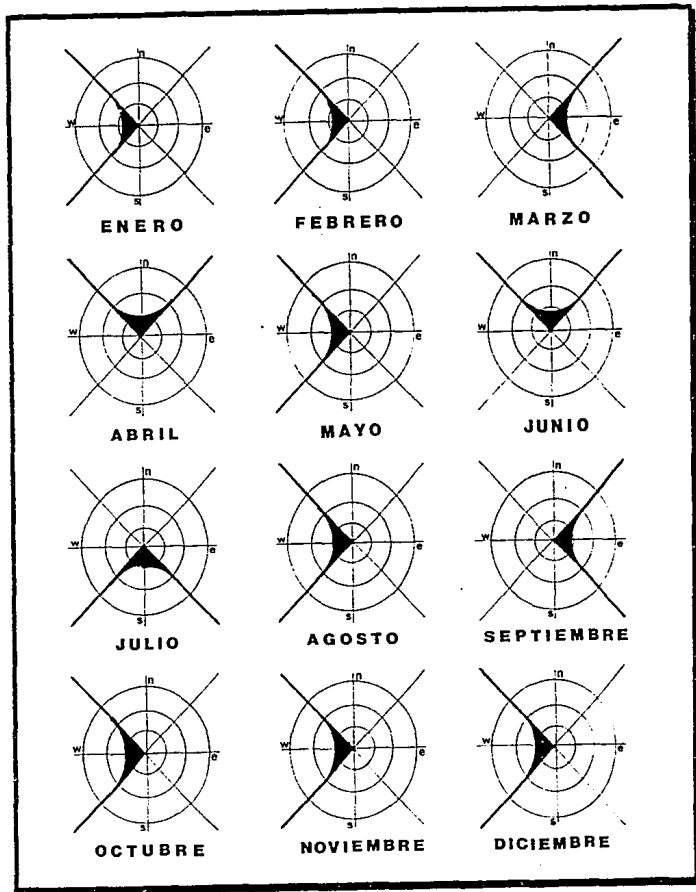 n
w e
s
ENERO
n
w e
s
FEBRERO
n
w e
s
MARZO
n
w e
s
ABRIL
n
w e
s
MAYO
n
w e
s
JUNIO
n
w e
s
JULIO
n
w e
s
AGOSTO
n
w e
s
SEPTIEMBRE
n
w e
s
OCTUBRE
n
w e
s
NOVIEMBRE
n
w e
s
DICIEMBRE